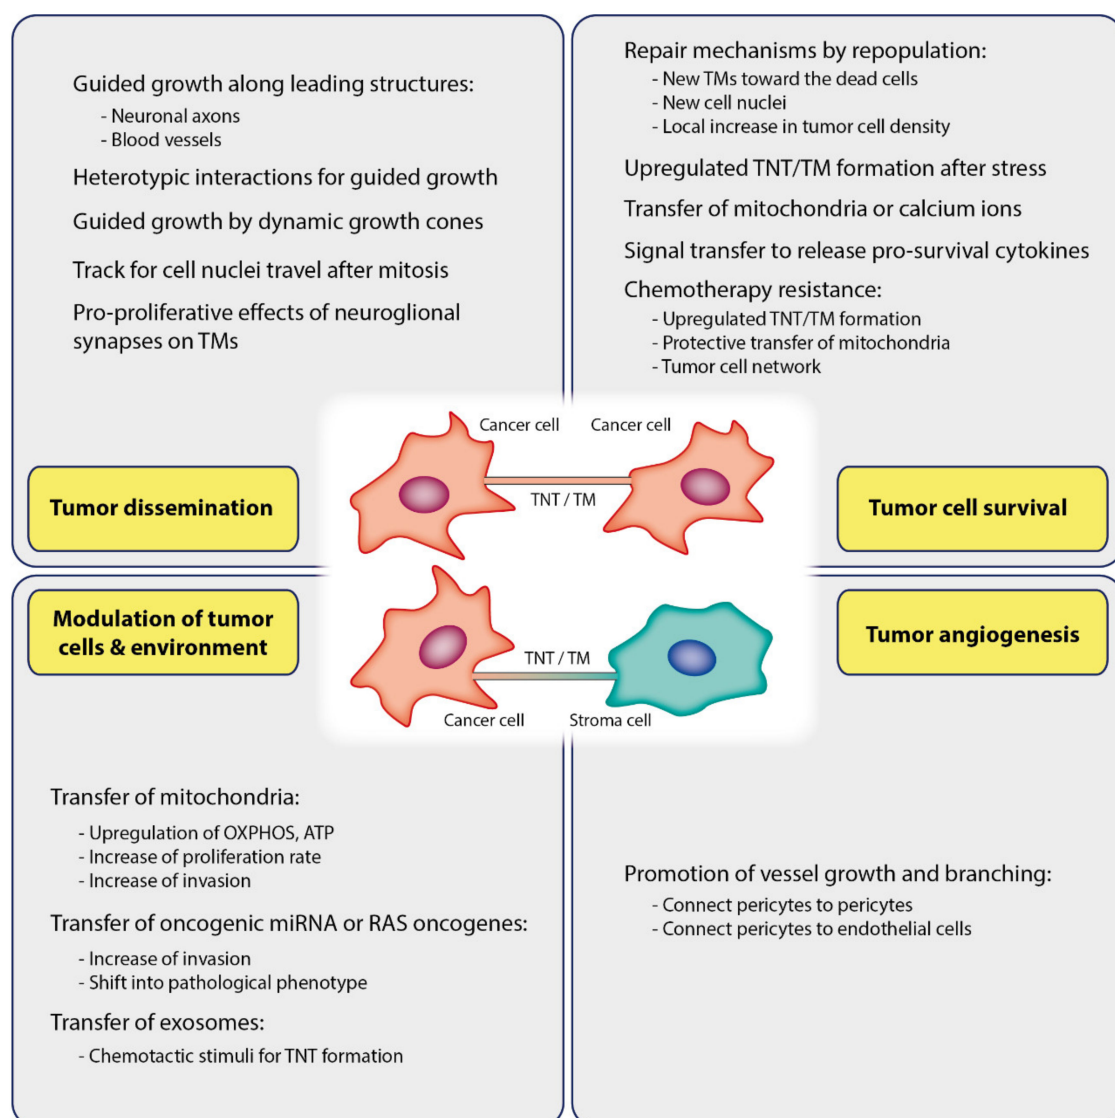 Guided growth along leading structures:
- Neuronal axons
- Blood vessels
Heterotypic interactions for guided growth
Guided growth by dynamic growth cones
Track for cell nuclei travel after mitosis
Pro-proliferative effects of neuroglional
synapses on TMs
Tumor dissemination
Repair mechanisms by repopulation:
- New TMs toward the dead cells
- New cell nuclei
- Local increase in tumor cell density
Upregulated TNT/TM formation after stress
Transfer of mitochondria or calcium ions
Signal transfer to release pro-survival cytokines
Chemotherapy resistance:
- Upregulated TNT/TM formation
- Protective transfer of mitochondria
- Tumor cell network
Tumor cell survival
Cancer cell
Cancer cell
TNT / TM
TNT / TM
Cancer cell
Stroma cell
Modulation of tumor
cells & environment
Transfer of mitochondria:
- Upregulation of OXPHOS, ATP
- Increase of proliferation rate
- Increase of invasion
Transfer of oncogenic miRNA or RAS oncogenes:
- Increase of invasion
- Shift into pathological phenotype
Transfer of exosomes:
- Chemotactic stimuli for TNT formation
Tumor angiogenesis
Promotion of vessel growth and branching:
- Connect pericytes to pericytes
- Connect pericytes to endothelial cells